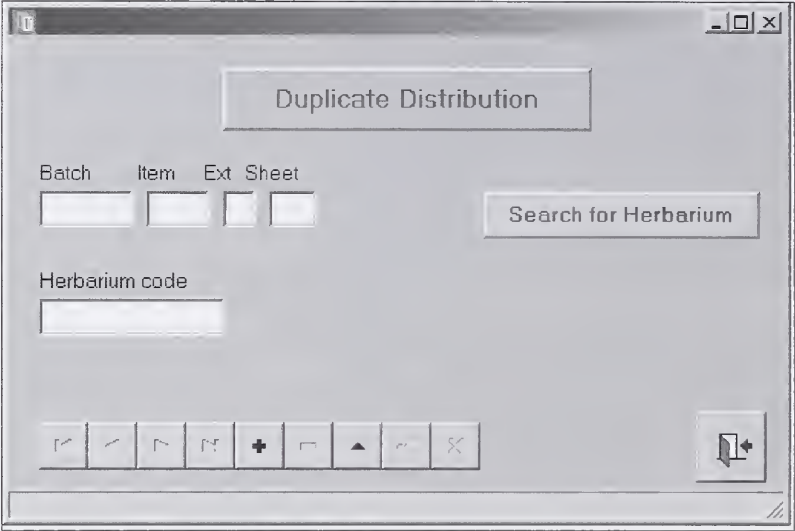 Duplicate Distribution
Batch Item Ext Sheet
Search for Herbarium
Herbarium code